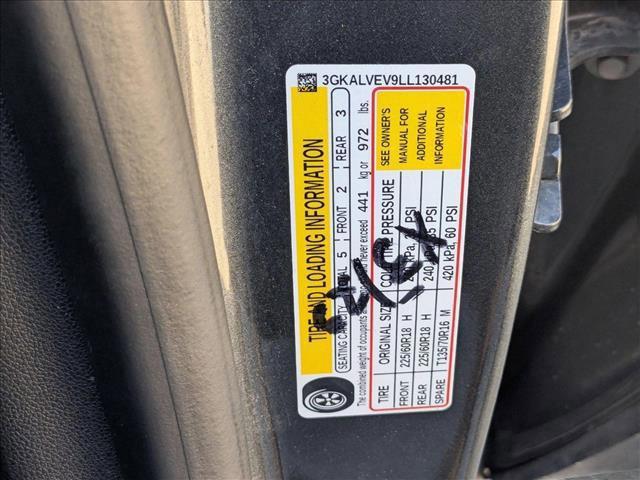 3GKALVEV9LL130481
TIRE AND LOADING INFORMATION
SEATING CAPACITY TOTAL 5 FRONT 2 REAR 3
The combined weight of occupants and never exceed 441 kg or 972 lbs.
TIRE ORIGINAL SIZE COLD TIRE PRESSURE SEE OWNER'S
FRONT 225/60R18 H kPa, PSI MANUAL FOR
REAR 225/60R18 H 240 PSI ADDITIONAL
SPARE T135/70R16 M 420 kPa, 60 PSI INFORMATION